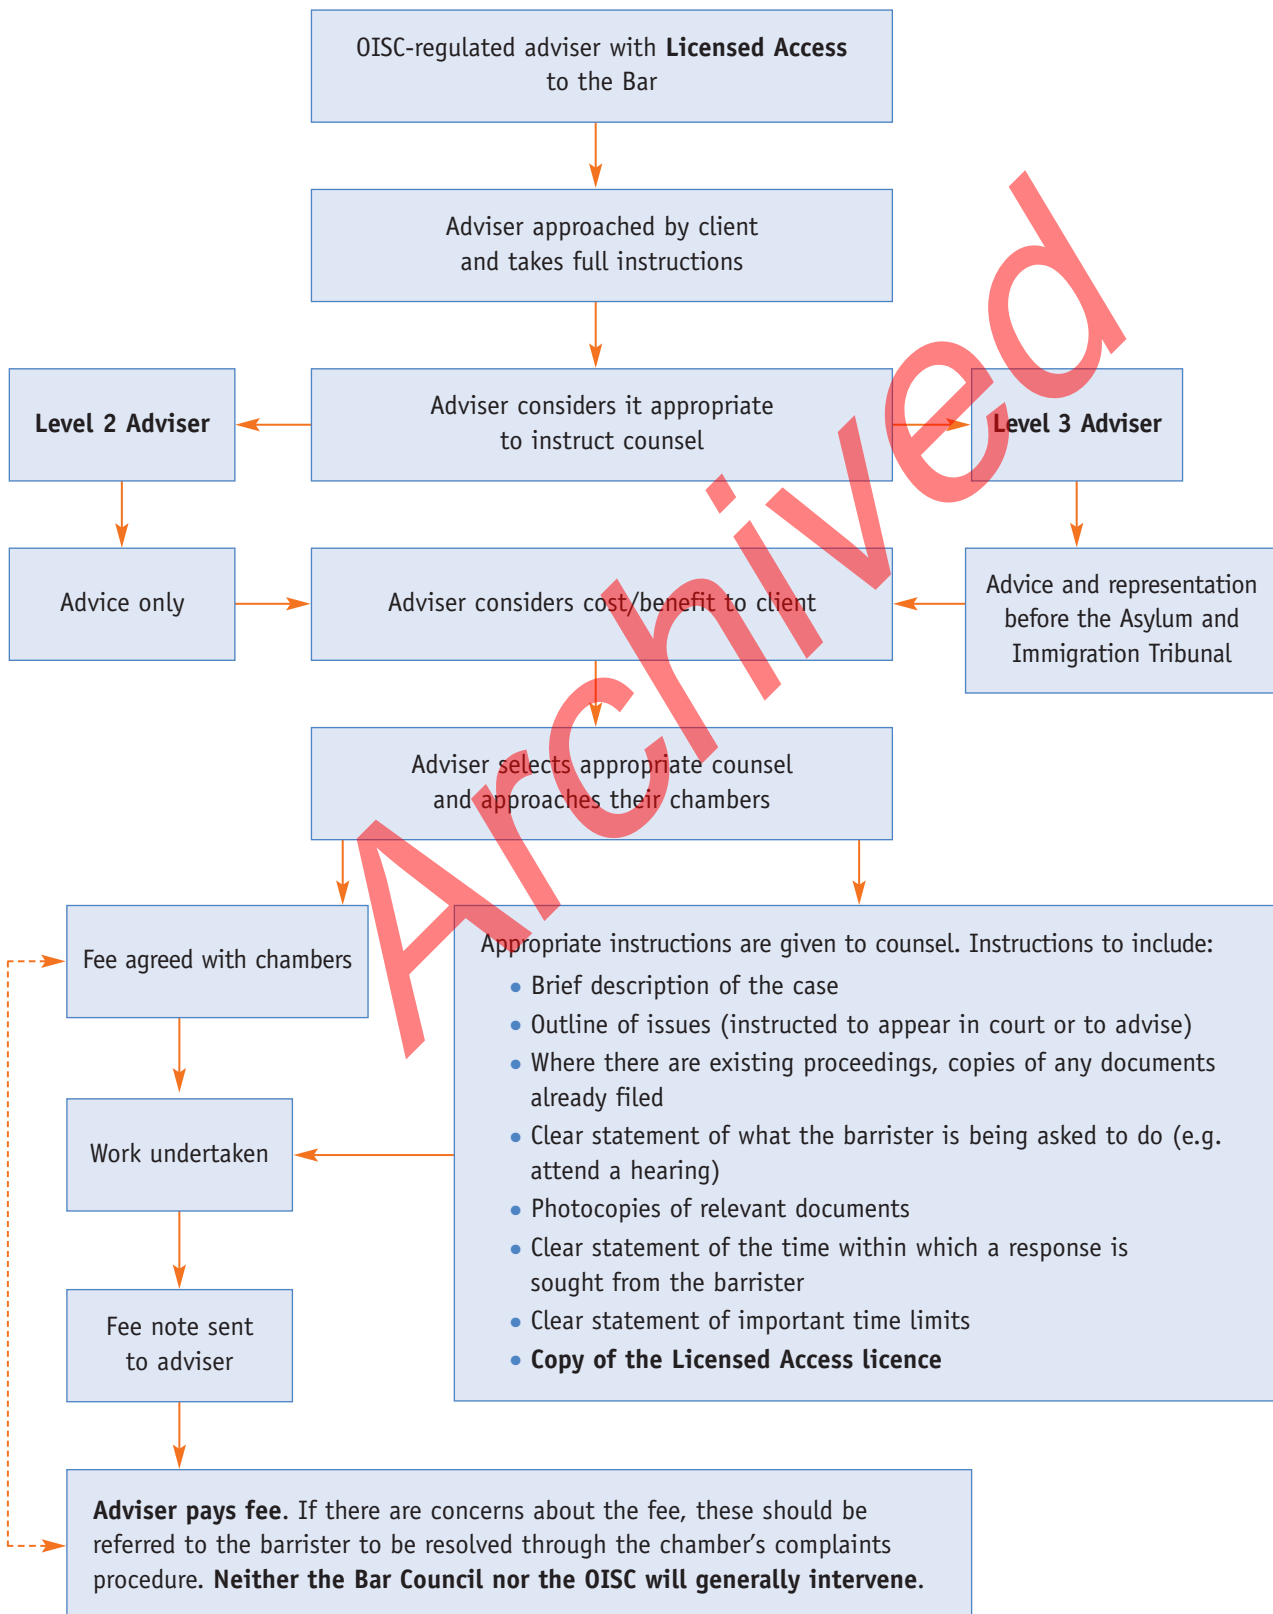 OISC-regulated adviser with Licensed Access
to the Bar
Adviser approached by client
and takes full instructions
Level 2 Adviser
Adviser considers it appropriate
to instruct counsel
Level 3 Adviser
Advice only
Adviser considers cost/benefit to client
Advice and representation
before the Asylum and
Immigration Tribunal
Adviser selects appropriate counsel
and approaches their chambers
Fee agreed with chambers
Appropriate instructions are given to counsel. Instructions to include:
• Brief description of the case
• Outline of issues (instructed to appear in court or to advise)
• Where there are existing proceedings, copies of any documents
already filed
• Clear statement of what the barrister is being asked to do (e.g.
attend a hearing)
• Photocopies of relevant documents
• Clear statement of the time within which a response is
sought from the barrister
• Clear statement of important time limits
• Copy of the Licensed Access licence
Work undertaken
Fee note sent
to adviser
Adviser pays fee. If there are concerns about the fee, these should be
referred to the barrister to be resolved through the chamber's complaints
procedure. Neither the Bar Council nor the OISC will generally intervene.
Archived